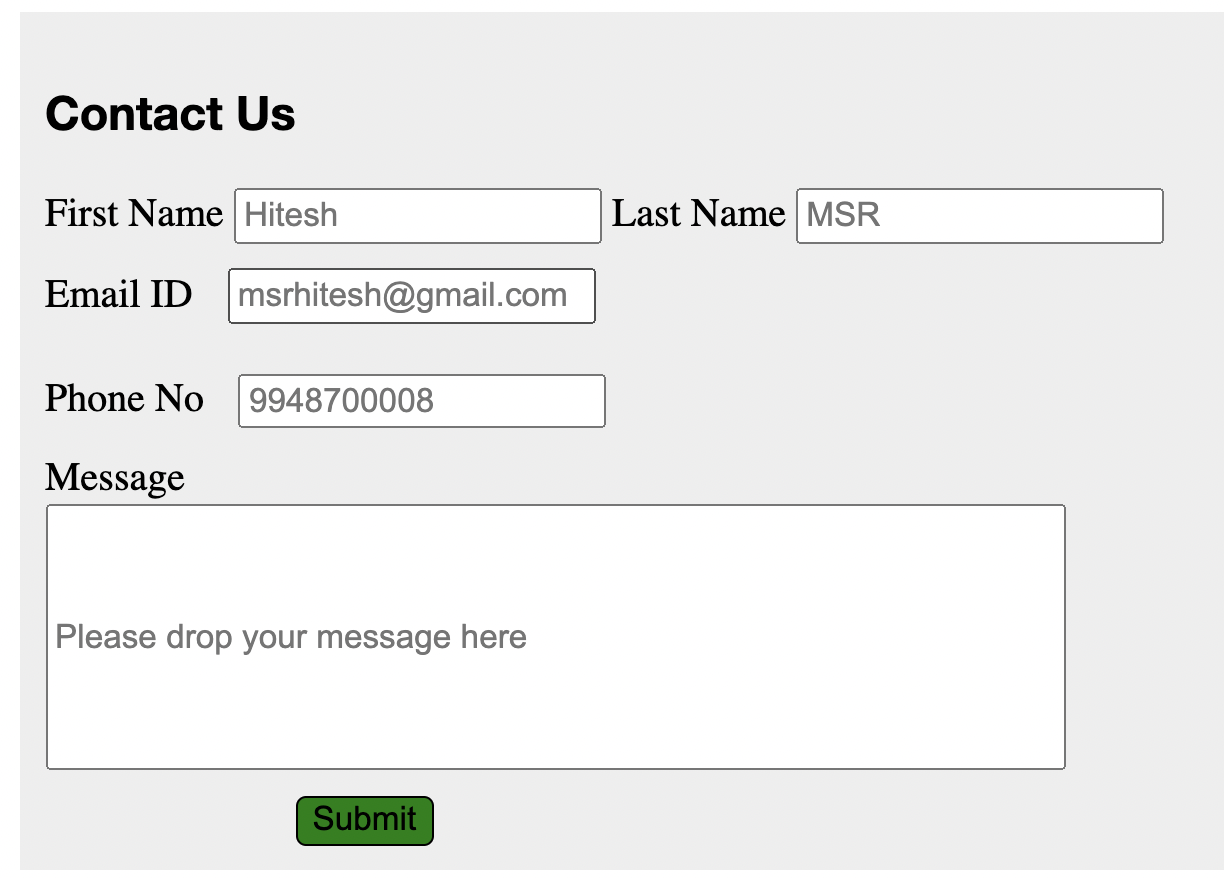 Contact Us
First Name Hitesh Last Name MSR
Email ID msrhitesh@gmail.com
Phone No 9948700008
Message
Please drop your message here
Submit